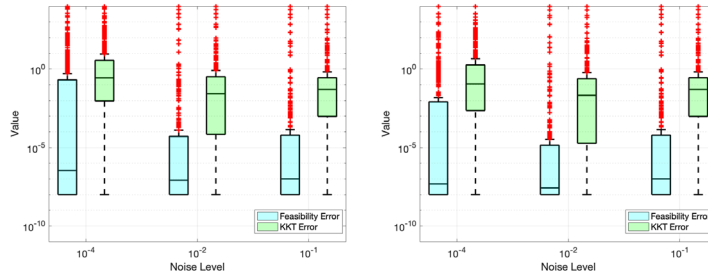 10^0
10^-5
10^-10
Value
10^-4
10^-2
10^-1
Noise Level
Feasibility Error
KKT Error
10^0
10^-5
10^-10
Value
10^-4
10^-2
10^-1
Noise Level
Feasibility Error
KKT Error